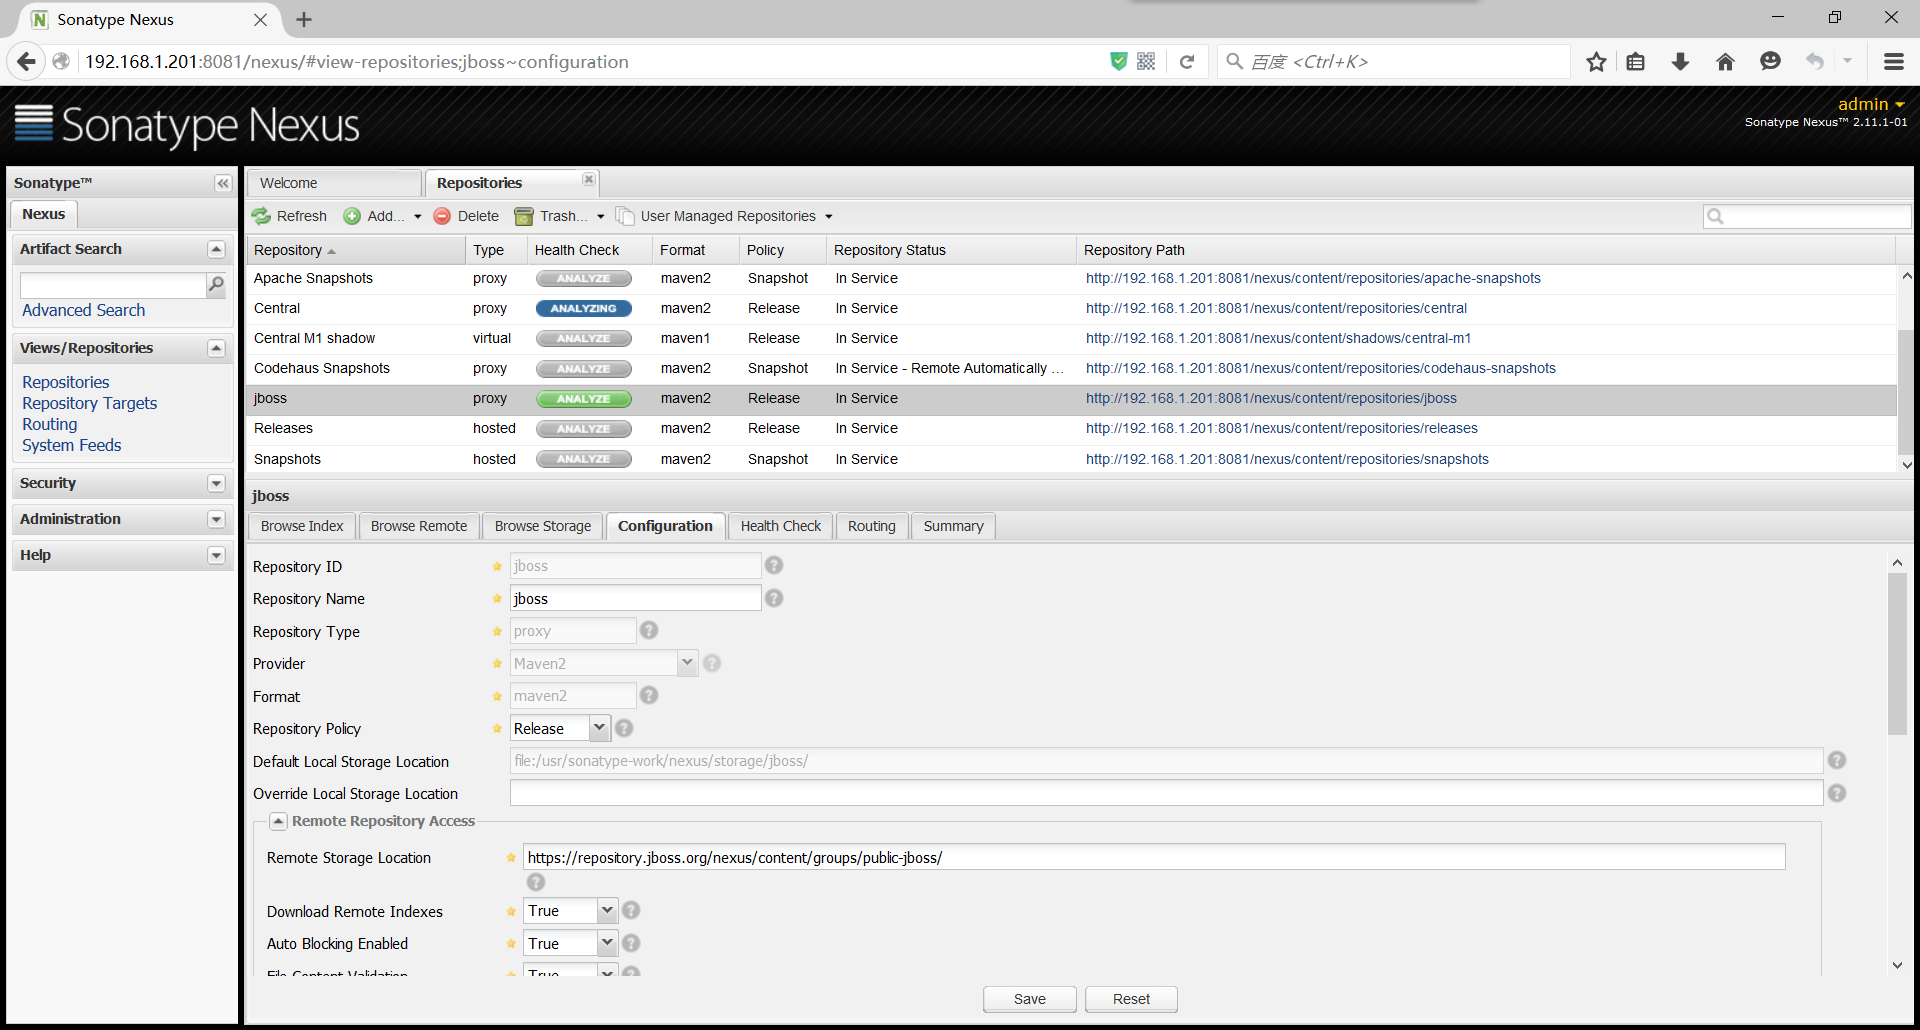 Sonatype Nexus
192.168.1.201:8081/nexus/#view-repositories;jboss~configuration
百度 <Ctrl+K>
Sonatype Nexus
admin
Sonatype Nexus™ 2.11.1-01
Sonatype™
Nexus
Artifact Search
Advanced Search
Views/Repositories
Repositories
Repository Targets
Routing
System Feeds
Security
Administration
Help
Welcome
Repositories
Refresh Add... Delete Trash... User Managed Repositories
Repository Type Health Check Format Policy Repository Status Repository Path
Apache Snapshots proxy ANALYZE maven2 Snapshot In Service http://192.168.1.201:8081/nexus/content/repositories/apache-snapshots
Central proxy ANALYZING maven2 Release In Service http://192.168.1.201:8081/nexus/content/repositories/central
Central M1 shadow virtual ANALYZE maven1 Release In Service http://192.168.1.201:8081/nexus/content/shadows/central-m1
Codehaus Snapshots proxy ANALYZE maven2 Snapshot In Service - Remote Automatically ... http://192.168.1.201:8081/nexus/content/repositories/codehaus-snapshots
jboss proxy ANALYZE maven2 Release In Service http://192.168.1.201:8081/nexus/content/repositories/jboss
Releases hosted ANALYZE maven2 Release In Service http://192.168.1.201:8081/nexus/content/repositories/releases
Snapshots hosted ANALYZE maven2 Snapshot In Service http://192.168.1.201:8081/nexus/content/repositories/snapshots
jboss
Browse Index Browse Remote Browse Storage Configuration Health Check Routing Summary
Repository ID jboss
Repository Name jboss
Repository Type proxy
Provider Maven2
Format maven2
Repository Policy Release
Default Local Storage Location file:/usr/sonatype-work/nexus/storage/jboss/
Override Local Storage Location
Remote Repository Access
Remote Storage Location https://repository.jboss.org/nexus/content/groups/public-jboss/
Download Remote Indexes True
Auto Blocking Enabled True
File Content Validation True
Save Reset